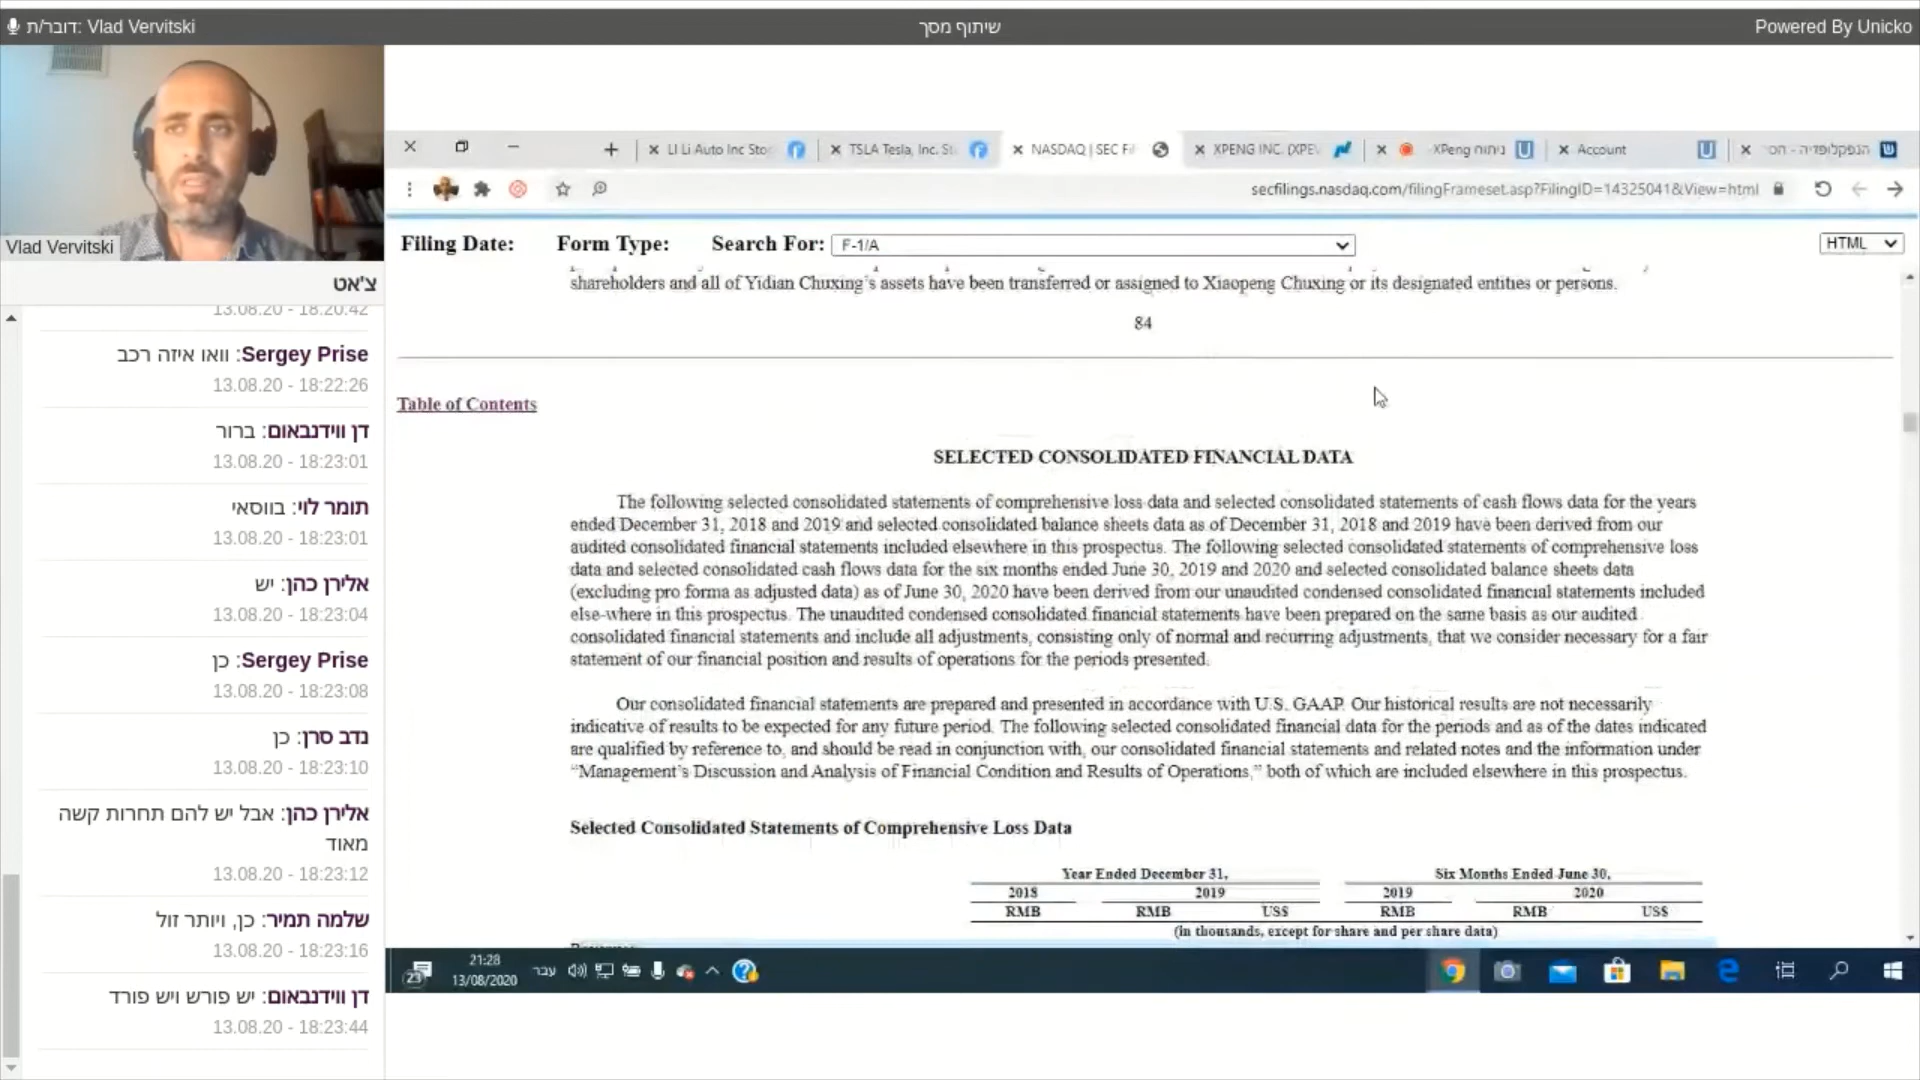 דובר/ת: Vlad Vervitski
שיתוף מסך
Powered By Unicko
Vlad Vervitski
צ'אט
13.08.20 - 18:20:42
Sergey Prise: וואו איזה רכב
13.08.20 - 18:22:26
דן ווידנבאום: ברור
13.08.20 - 18:23:01
תומר לוי: בווסאי
13.08.20 - 18:23:01
אלירן כהן: יש
13.08.20 - 18:23:04
Sergey Prise: כן
13.08.20 - 18:23:08
נדב סרן: כן
13.08.20 - 18:23:10
אלירן כהן: אבל יש להם תחרות קשה
מאוד
13.08.20 - 18:23:12
שלמה תמיר: כן, ויותר זול
13.08.20 - 18:23:16
דן ווידנבאום: יש פורש ויש פורד
13.08.20 - 18:23:44
LI Li Auto Inc Sto
TSLA Tesla, Inc. St
NASDAQ | SEC Fi
XPENG INC. (XPEV
ניתוח XPeng
Account
הנפקלופדיה - הס
secfilings.nasdaq.com/filingFrameset.asp?FilingID=14325041&View=html
Filing Date: Form Type: Search For: F-1/A HTML
shareholders and all of Yidian Chuxing's assets have been transferred or assigned to Xiaopeng Chuxing or its designated entities or persons.
84
Table of Contents
SELECTED CONSOLIDATED FINANCIAL DATA
The following selected consolidated statements of comprehensive loss data and selected consolidated statements of cash flows data for the years
ended December 31, 2018 and 2019 and selected consolidated balance sheets data as of December 31, 2018 and 2019 have been derived from our
audited consolidated financial statements included elsewhere in this prospectus. The following selected consolidated statements of comprehensive loss
data and selected consolidated cash flows data for the six months ended June 30, 2019 and 2020 and selected consolidated balance sheets data
(excluding pro forma as adjusted data) as of June 30, 2020 have been derived from our unaudited condensed consolidated financial statements included
else-where in this prospectus. The unaudited condensed consolidated financial statements have been prepared on the same basis as our audited
consolidated financial statements and include all adjustments, consisting only of normal and recurring adjustments, that we consider necessary for a fair
statement of our financial position and results of operations for the periods presented.
Our consolidated financial statements are prepared and presented in accordance with U.S. GAAP. Our historical results are not necessarily
indicative of results to be expected for any future period. The following selected consolidated financial data for the periods and as of the dates indicated
are qualified by reference to, and should be read in conjunction with, our consolidated financial statements and related notes and the information under
“Management’s Discussion and Analysis of Financial Condition and Results of Operations,” both of which are included elsewhere in this prospectus.
Selected Consolidated Statements of Comprehensive Loss Data
Year Ended December 31, Six Months Ended June 30,
2018 2019 2019 2020
RMB RMB US$ RMB RMB US$
(in thousands, except for share and per share data)
23
21:28
13/08/2020
עבר